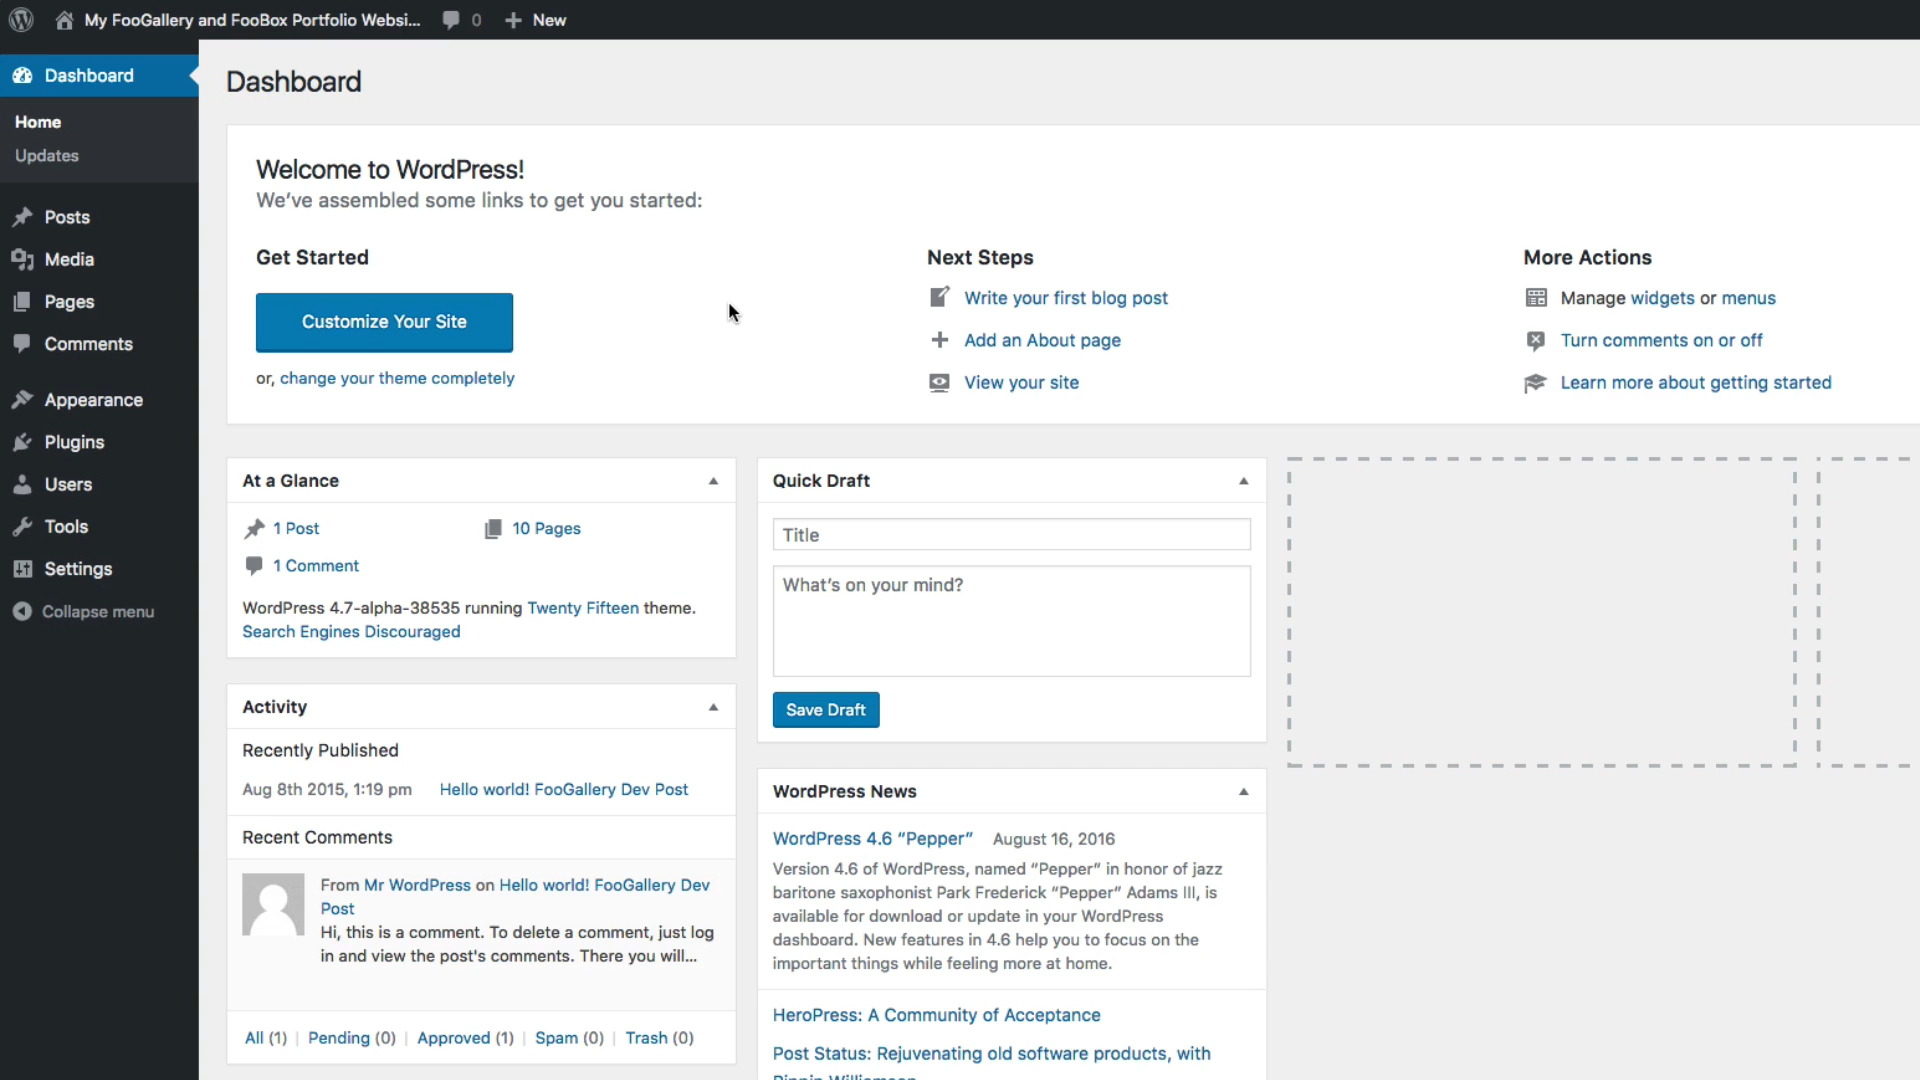 My FooGallery and FooBox Portfolio Websi... 0 New
Dashboard
Home
Updates
Posts
Media
Pages
Comments
Appearance
Plugins
Users
Tools
Settings
Collapse menu
Dashboard
Welcome to WordPress!
We've assembled some links to get you started:
Get Started
Customize Your Site
or, change your theme completely
Next Steps
Write your first blog post
Add an About page
View your site
More Actions
Manage widgets or menus
Turn comments on or off
Learn more about getting started
At a Glance
1 Post
10 Pages
1 Comment
WordPress 4.7-alpha-38535 running Twenty Fifteen theme.
Search Engines Discouraged
Activity
Recently Published
Aug 8th 2015, 1:19 pm Hello world! FooGallery Dev Post
Recent Comments
From Mr WordPress on Hello world! FooGallery Dev
Post
Hi, this is a comment. To delete a comment, just log
in and view the post's comments. There you will...
All (1) | Pending (0) | Approved (1) | Spam (0) | Trash (0)
Quick Draft
Title
What's on your mind?
Save Draft
WordPress News
WordPress 4.6 “Pepper” August 16, 2016
Version 4.6 of WordPress, named “Pepper” in honor of jazz
baritone saxophonist Park Frederick “Pepper” Adams III, is
available for download or update in your WordPress
dashboard. New features in 4.6 help you to focus on the
important things while feeling more at home.
HeroPress: A Community of Acceptance
Post Status: Rejuvenating old software products, with